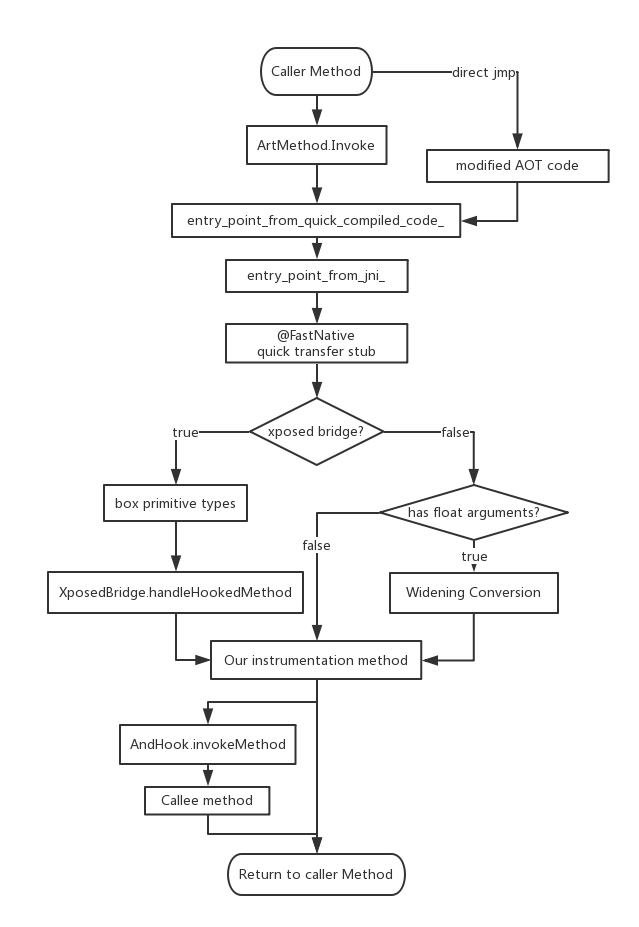 Caller Method
direct jmp
ArtMethod.Invoke
modified AOT code
entry_point_from_quick_compiled_code_
entry_point_from_jni_
@FastNative
quick transfer stub
xposed bridge?
true
false
box primitive types
has float arguments?
false
true
XposedBridge.handleHookedMethod
Widening Conversion
Our instrumentation method
AndHook.invokeMethod
Callee method
Return to caller Method